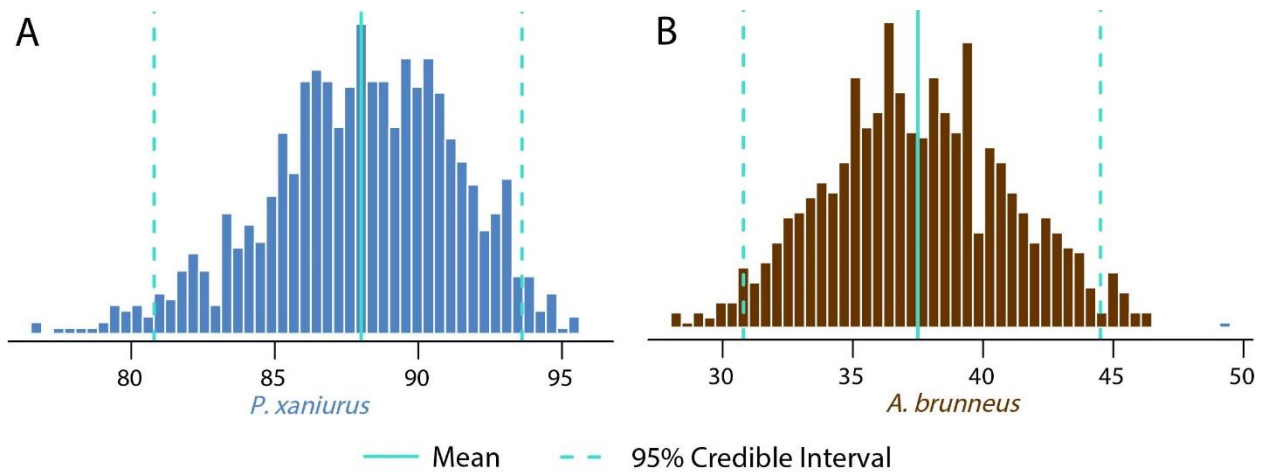 A
B
80 85 90 95
30 35 40 45 50
P. xaniurus
A. brunneus
Mean 95% Credible Interval